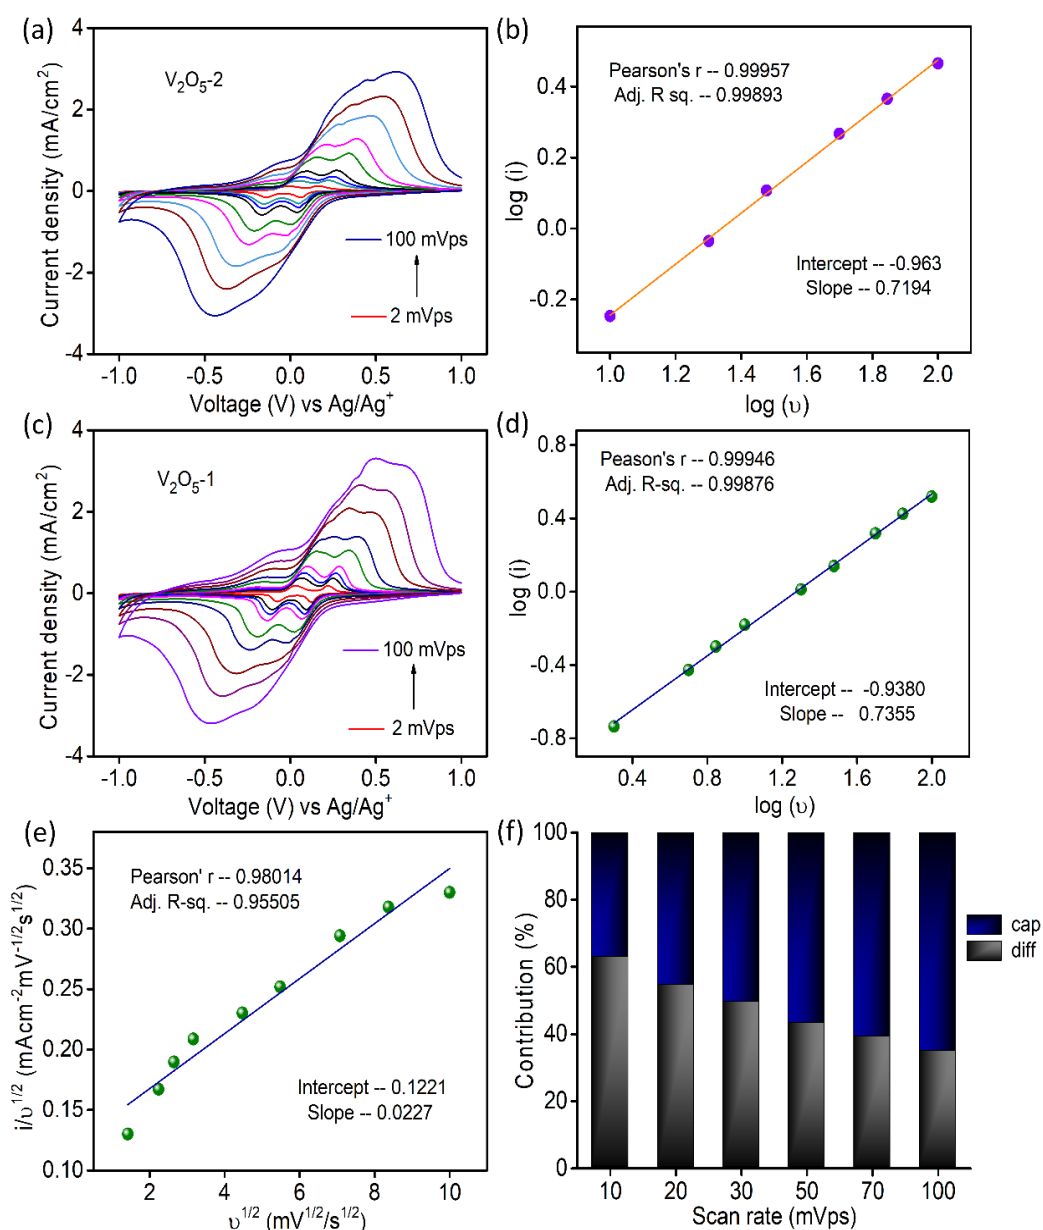 (a)
V₂O₅-2
4
2
0
-2
-4
Current density (mA/cm²)
100 mVps
2 mVps
-1.0 -0.5 0.0 0.5 1.0
Voltage (V) vs Ag/Ag⁺
(b)
Pearson's r -- 0.99957
Adj. R sq. -- 0.99893
0.4
0.2
0.0
-0.2
log (i)
Intercept -- -0.963
Slope -- 0.7194
1.0 1.2 1.4 1.6 1.8 2.0
log (υ)
(c)
V₂O₅-1
4
2
0
-2
-4
Current density (mA/cm²)
100 mVps
2 mVps
-1.0 -0.5 0.0 0.5 1.0
Voltage (V) vs Ag/Ag⁺
(d)
Peason's r -- 0.99946
Adj. R-sq. -- 0.99876
0.8
0.4
0.0
-0.4
-0.8
log (i)
Intercept -- -0.9380
Slope -- 0.7355
0.4 0.8 1.2 1.6 2.0
log (υ)
(e)
Pearson' r -- 0.98014
Adj. R-sq. -- 0.95505
0.35
0.30
0.25
0.20
0.15
0.10
i/υ¹/² (mAcm⁻²mV⁻¹/²s¹/²)
Intercept -- 0.1221
Slope -- 0.0227
2 4 6 8 10
υ¹/² (mV¹/²/s¹/²)
(f)
100
80
60
40
20
0
Contribution (%)
cap
diff
10 20 30 50 70 100
Scan rate (mVps)